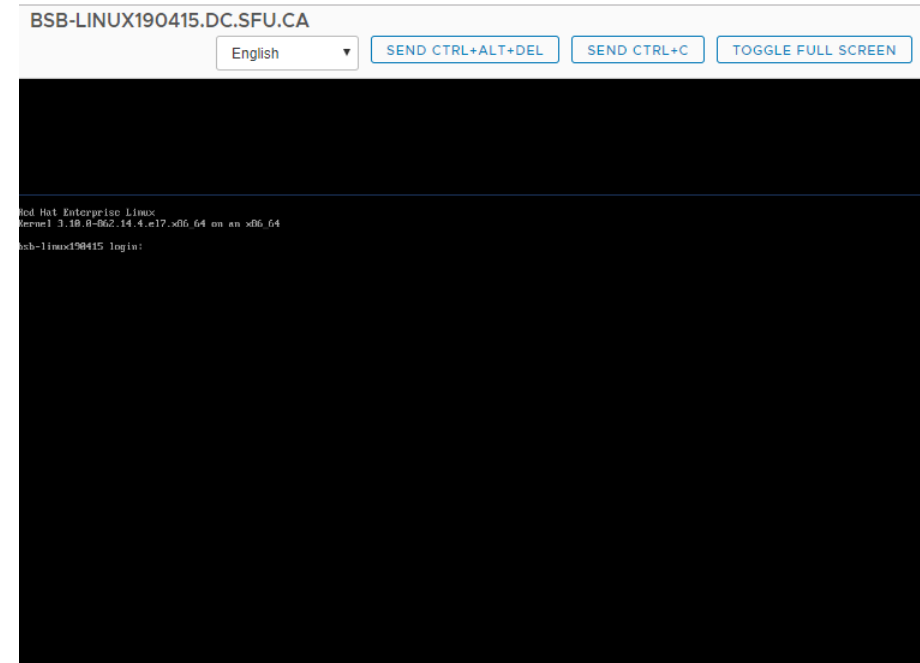 BSB-LINUX190415.DC.SFU.CA
English
SEND CTRL+ALT+DEL
SEND CTRL+C
TOGGLE FULL SCREEN
Red Hat Enterprise Linux
Kernel 3.10.0-862.14.4.el7.x86_64 on an x86_64
bsb-linux190415 login: